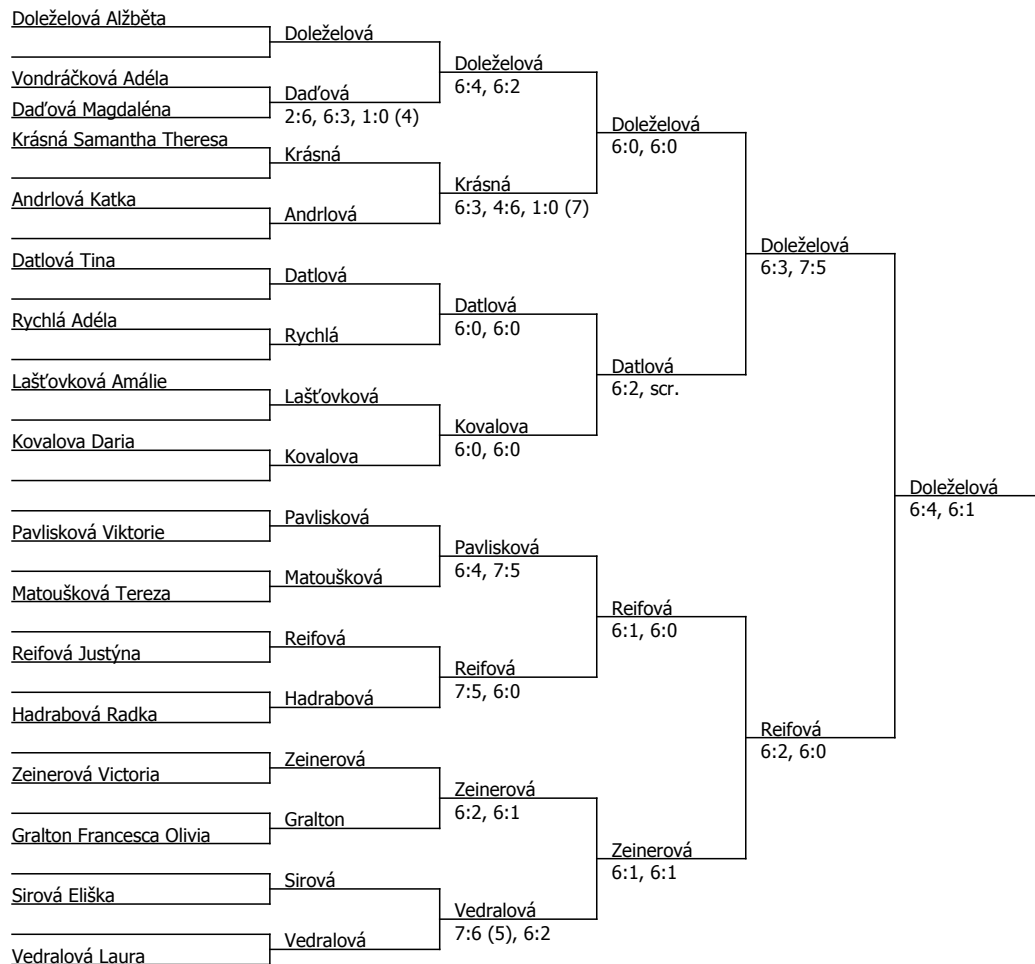 Doleželová Alžběta
Vondráčková Adéla
Daďová Magdaléna
Krásná Samantha Theresa
Andrlová Katka
Datlová Tina
Rychlá Adéla
Lašťovková Amálie
Kovalova Daria
Pavlisková Viktorie
Matoušková Tereza
Reifová Justýna
Hadrabová Radka
Zeinerová Victoria
Gralton Francesca Olivia
Sirová Eliška
Vedralová Laura
Doleželová
Daďová
2:6, 6:3, 1:0 (4)
Krásná
Andrlová
Datlová
Rychlá
Lašťovková
Kovalova
Pavlisková
Matoušková
Reifová
Hadrabová
Zeinerová
Gralton
Sirová
Vedralová
Doleželová
6:4, 6:2
Krásná
6:3, 4:6, 1:0 (7)
Datlová
6:0, 6:0
Kovalova
6:0, 6:0
Pavlisková
6:4, 7:5
Reifová
7:5, 6:0
Zeinerová
6:2, 6:1
Vedralová
7:6 (5), 6:2
Doleželová
6:0, 6:0
Datlová
6:2, scr.
Reifová
6:1, 6:0
Zeinerová
6:1, 6:1
Doleželová
6:3, 7:5
Reifová
6:2, 6:0
Doleželová
6:4, 6:1